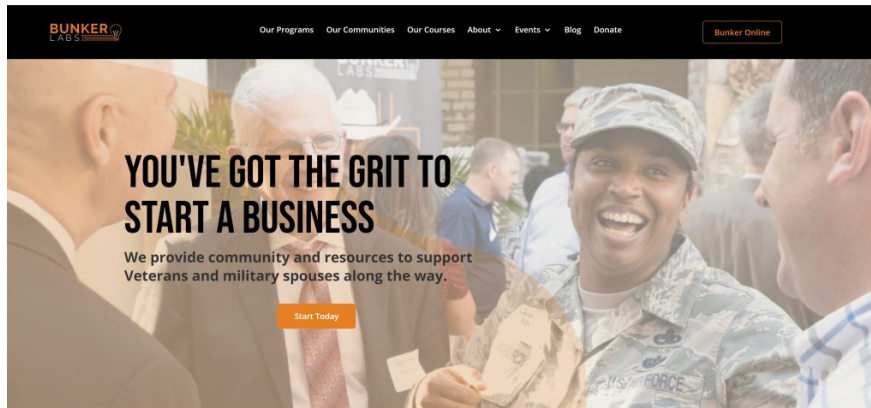 BUNKER
LABS
Our Programs
Our Communities
Our Courses
About
Events
Blog
Donate
Bunker Online
BUNKER
LABS
YOU'VE GOT THE GRIT TO
START A BUSINESS
We provide community and resources to support
Veterans and military spouses along the way.
Start Today
U.S. AIR FORCE